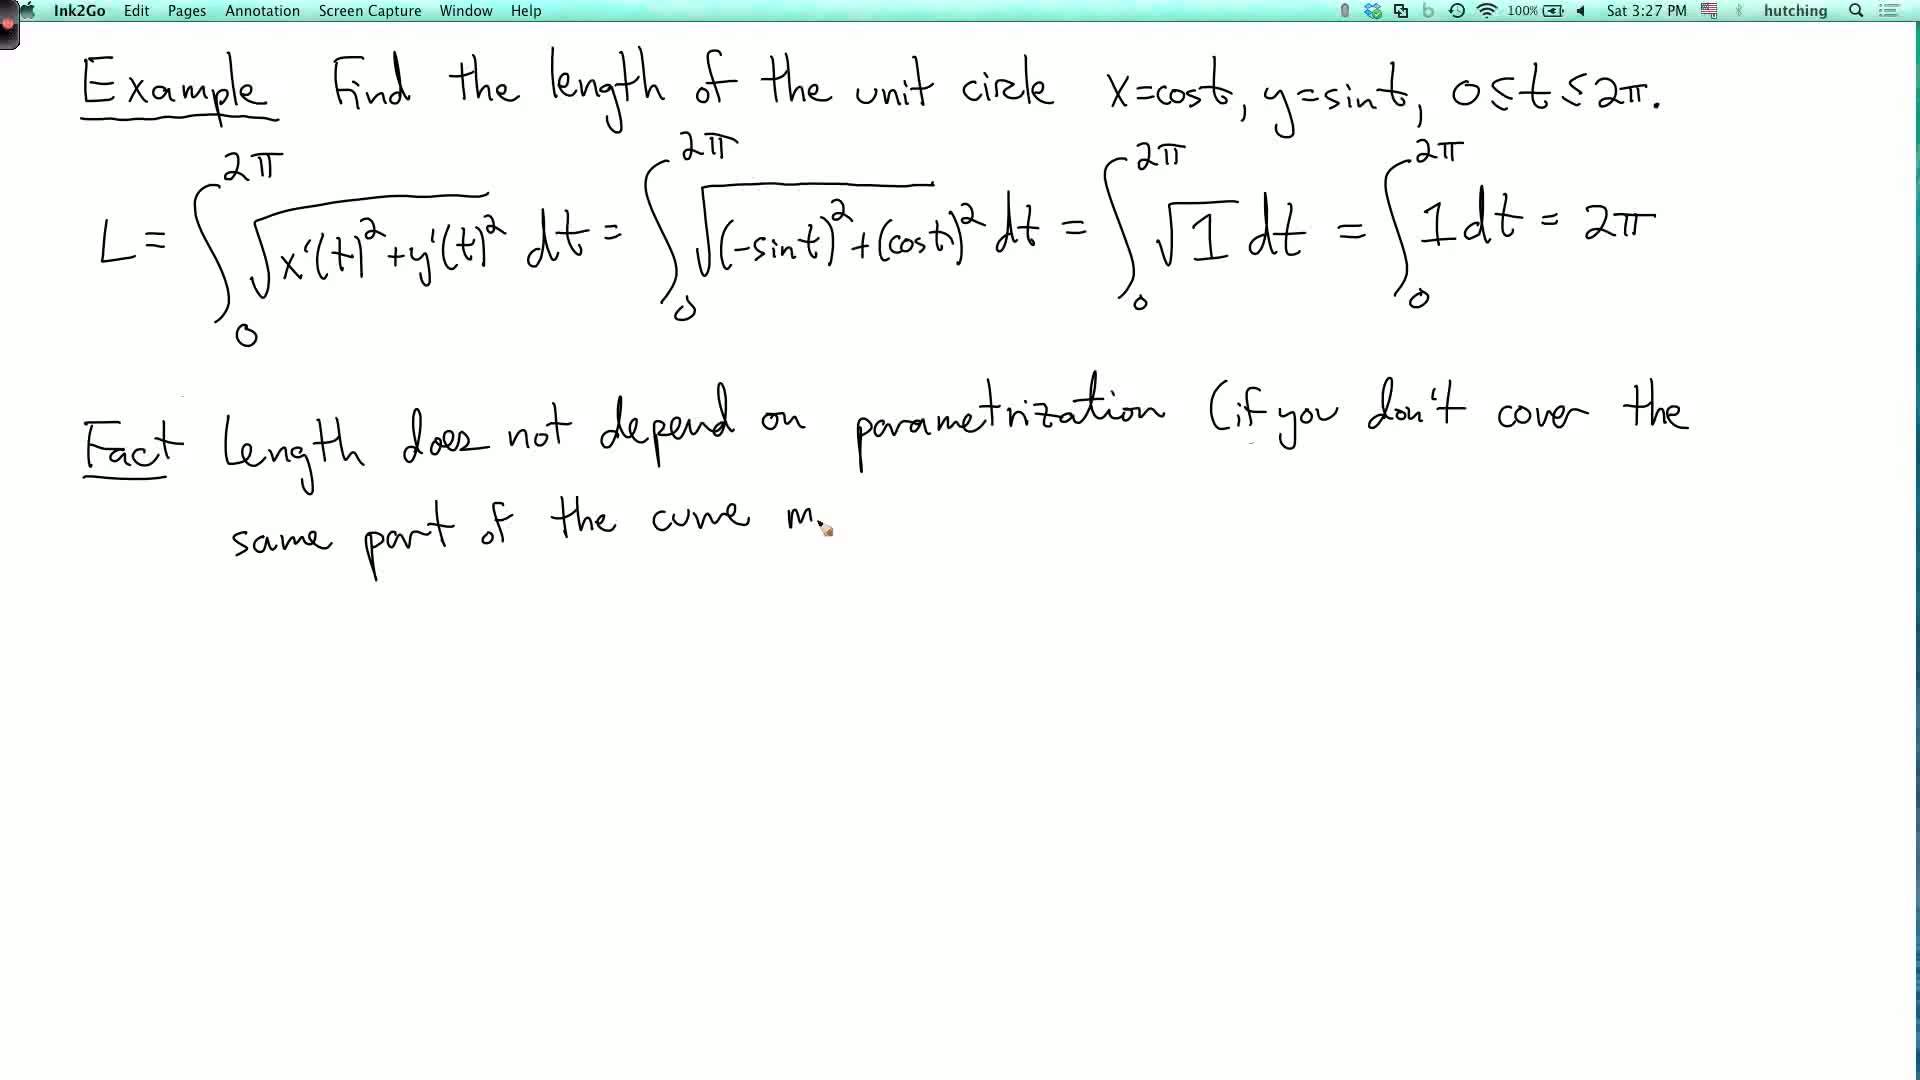 Ink2Go Edit Pages Annotation Screen Capture Window Help 100% Sat 3:27 PM hutching
Example Find the length of the unit circle x=cost, y=sint, 0≤t≤2π.
L = ∫₀^2π √(x'(t)²+y'(t)²) dt = ∫₀^2π √((-sint)²+(cost)²) dt = ∫₀^2π √1 dt = ∫₀^2π 1 dt = 2π
Fact Length does not depend on parametrization (if you don't cover the
same part of the curve m